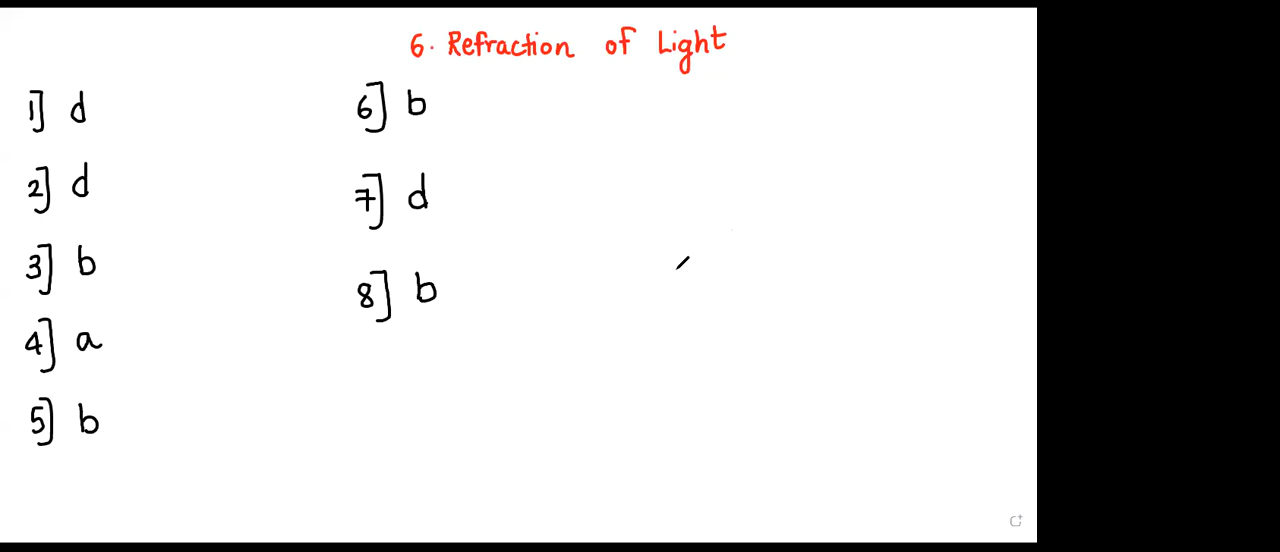 6. Refraction of Light
1] d
2] d
3] b
4] a
5] b
6] b
7] d
8] b